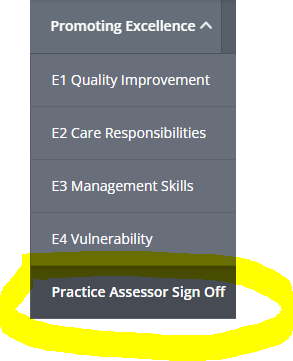 Promoting Excellence
E1 Quality Improvement
E2 Care Responsibilities
E3 Management Skills
E4 Vulnerability
Practice Assessor Sign Off